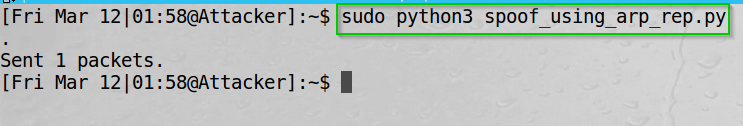 [Fri Mar 12|01:58@Attacker]:~$ sudo python3 spoof_using_arp_rep.py
.
Sent 1 packets.
[Fri Mar 12|01:58@Attacker]:~$